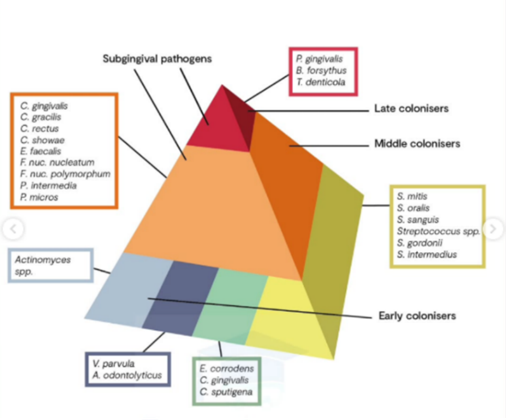 Subgingival pathogens
P. gingivalis
B. forsythus
T. denticola
Late colonisers
Middle colonisers
C. gingivalis
C. gracilis
C. rectus
C. showae
E. faecalis
F. nuc. nucleatum
F. nuc. polymorphum
P. intermedia
P. micros
S. mitis
S. oralis
S. sanguis
Streptococcus spp.
S. gordonii
S. intermedius
Actinomyces
spp.
Early colonisers
V. parvula
A. odontolyticus
E. corrodens
C. gingivalis
C. sputigena